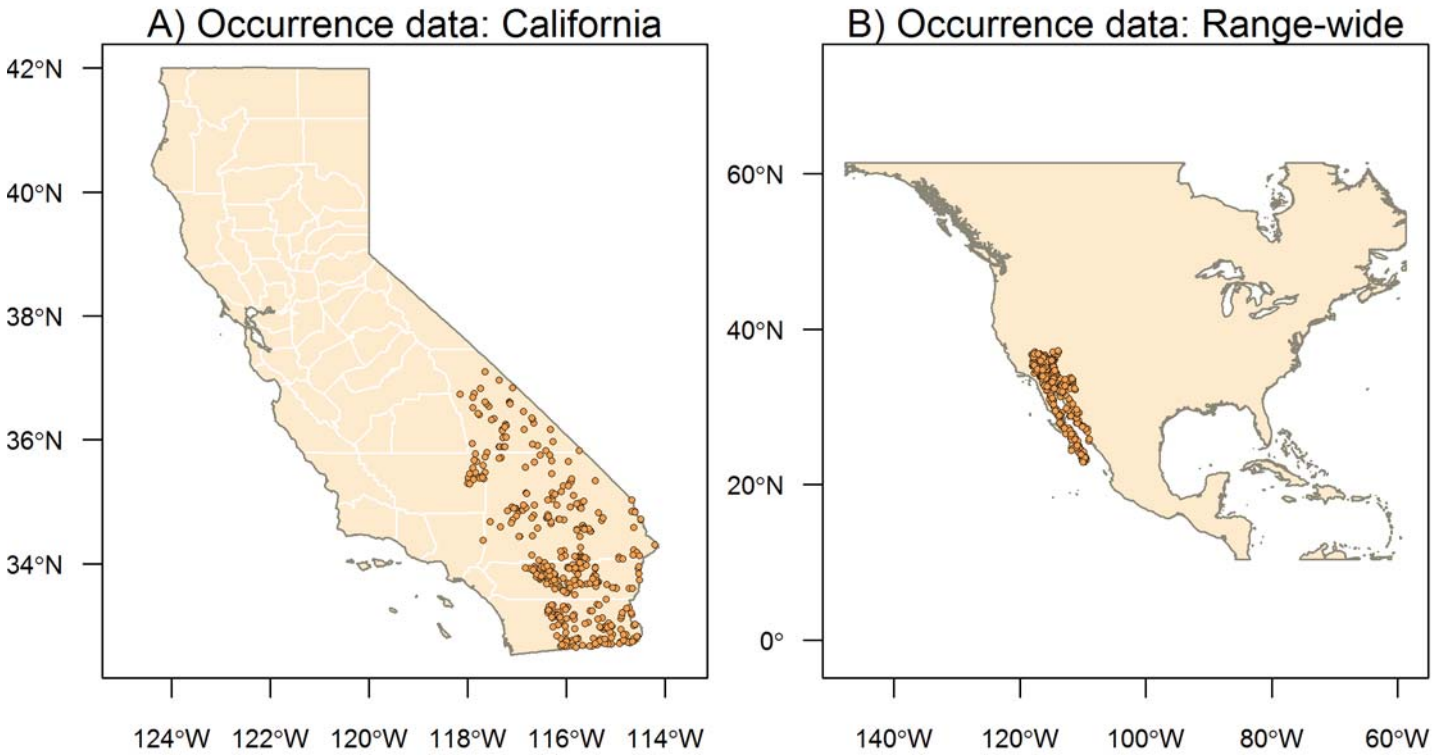 A) Occurrence data: California
B) Occurrence data: Range-wide
42°N
40°N
38°N
36°N
34°N
124°W 122°W 120°W 118°W 116°W 114°W
60°N
40°N
20°N
0°
140°W 120°W 100°W 80°W 60°W